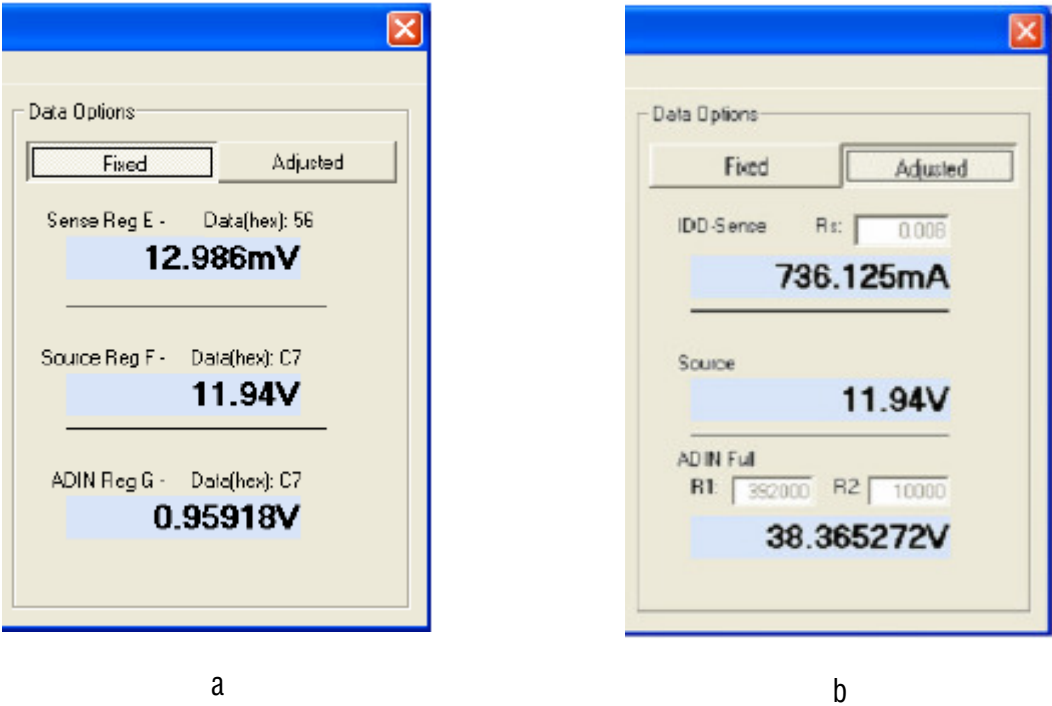 Data Options
Fixed Adjusted
Sense Reg E - Data(hex): 56
12.986mV
Source Reg F - Data(hex): C7
11.94V
ADIN Reg G - Data(hex): C7
0.95918V
a
Data Options
Fixed Adjusted
IDD-Sence Rs: 0.008
736.125mA
Source
11.94V
ADIN Full
R1: 392000 R2 10000
38.365272V
b